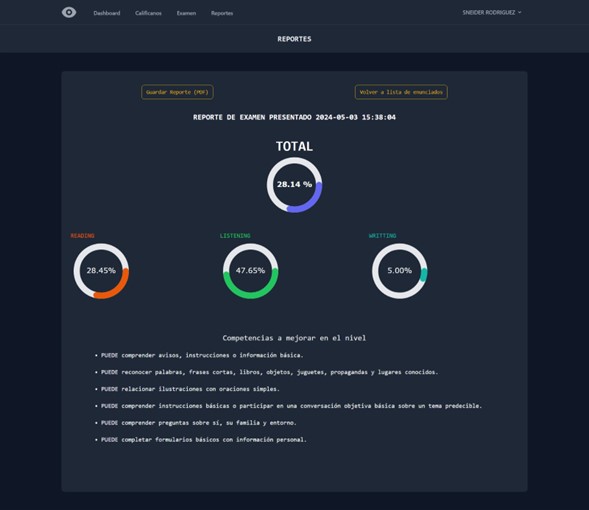 Dashboard Califícanos Examen Reportes SNEIDER RODRIGUEZ
REPORTES
Guardar Reporte (PDF) Volver a lista de enunciados
REPORTE DE EXAMEN PRESENTADO 2024-05-03 15:38:04
TOTAL
28.14 %
READING LISTENING WRITTING
28.45% 47.65% 5.00%
Competencias a mejorar en el nivel
• PUEDE comprender avisos, instrucciones o información básica.
• PUEDE reconocer palabras, frases cortas, libros, objetos, juguetes, propagandas y lugares conocidos.
• PUEDE relacionar ilustraciones con oraciones simples.
• PUEDE comprender instrucciones básicas o participar en una conversación objetiva básica sobre un tema predecible.
• PUEDE comprender preguntas sobre sí, su familia y entorno.
• PUEDE completar formularios básicos con información personal.